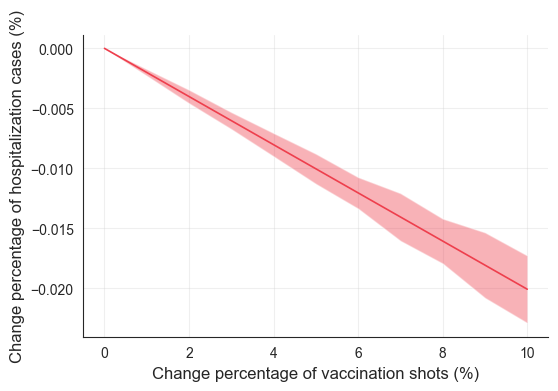 Change percentage of hospitalization cases (%)
0.000
−0.005
−0.010
−0.015
−0.020
0 2 4 6 8 10
Change percentage of vaccination shots (%)